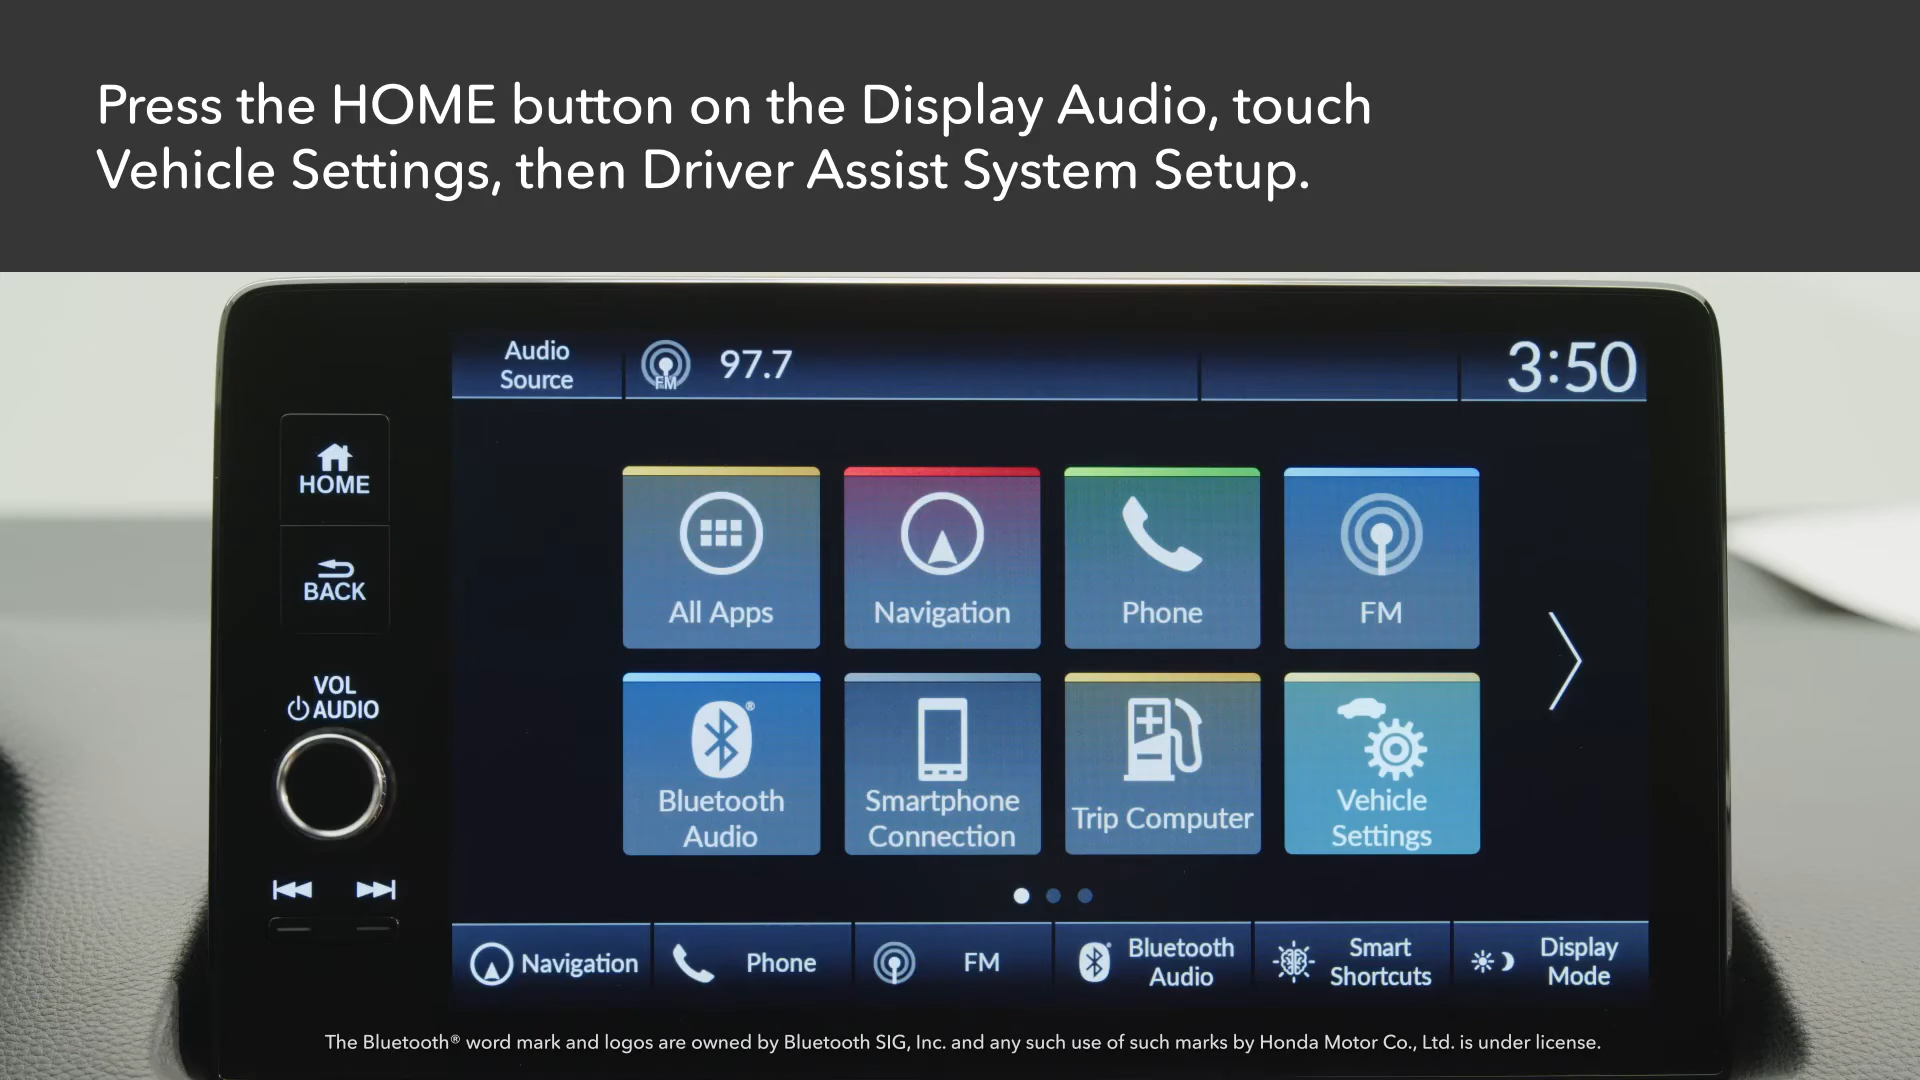 Press the HOME button on the Display Audio, touch
Vehicle Settings, then Driver Assist System Setup.
Audio
Source
FM
97.7
3:50
HOME
BACK
VOL
AUDIO
All Apps
Navigation
Phone
FM
Bluetooth
Audio
Smartphone
Connection
Trip Computer
Vehicle
Settings
Navigation
Phone
FM
Bluetooth
Audio
Smart
Shortcuts
Display
Mode
The Bluetooth® word mark and logos are owned by Bluetooth SIG, Inc. and any such use of such marks by Honda Motor Co., Ltd. is under license.